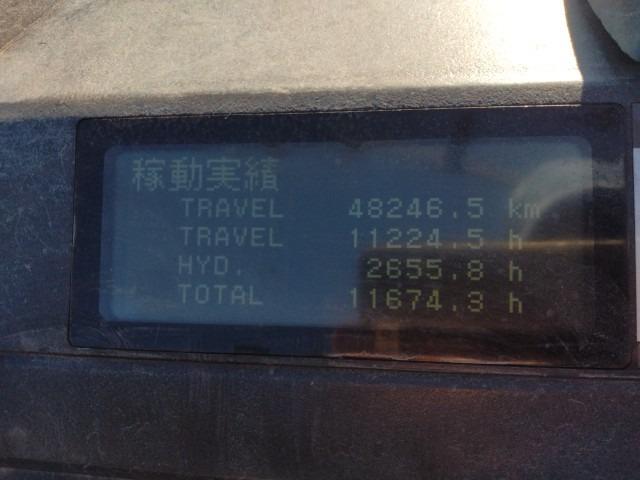 稼動実績
TRAVEL 48246.5 km
TRAVEL 11224.5 h
HYD. 2655.8 h
TOTAL 11674.3 h